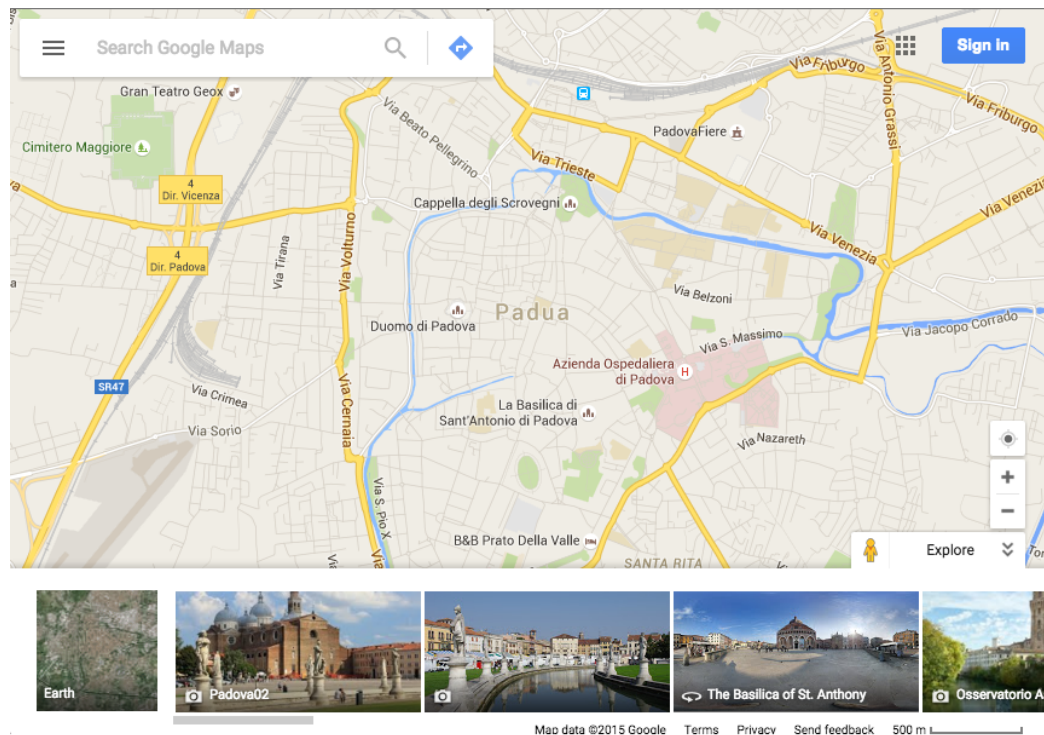 Search Google Maps
Sign in
Via Antonio Grassi
Via Friburgo
Via Friburgo
Gran Teatro Geox
Via Beato Pellegrino
PadovaFiere
Cimitero Maggiore
Via Trieste
4
Dir. Vicenza
Cappella degli Scrovegni
Via Venezia
Via Venezia
Via Volturno
Via Tirana
4
Dir. Padova
Via Belzoni
Padua
Duomo di Padova
Via S. Massimo
Via Jacopo Corrado
Azienda Ospedaliera
di Padova
SR47
Via Crimea
Via Cernaia
La Basilica di
Sant'Antonio di Padova
H
Via Sorio
Via Nazareth
Via S. Pio X
B&B Prato Della Valle
SANTA RITA
Explore
Earth
Padova02
The Basilica of St. Anthony
Osservatorio A
Map data ©2015 Google
Terms
Privacy
Send feedback
500 m